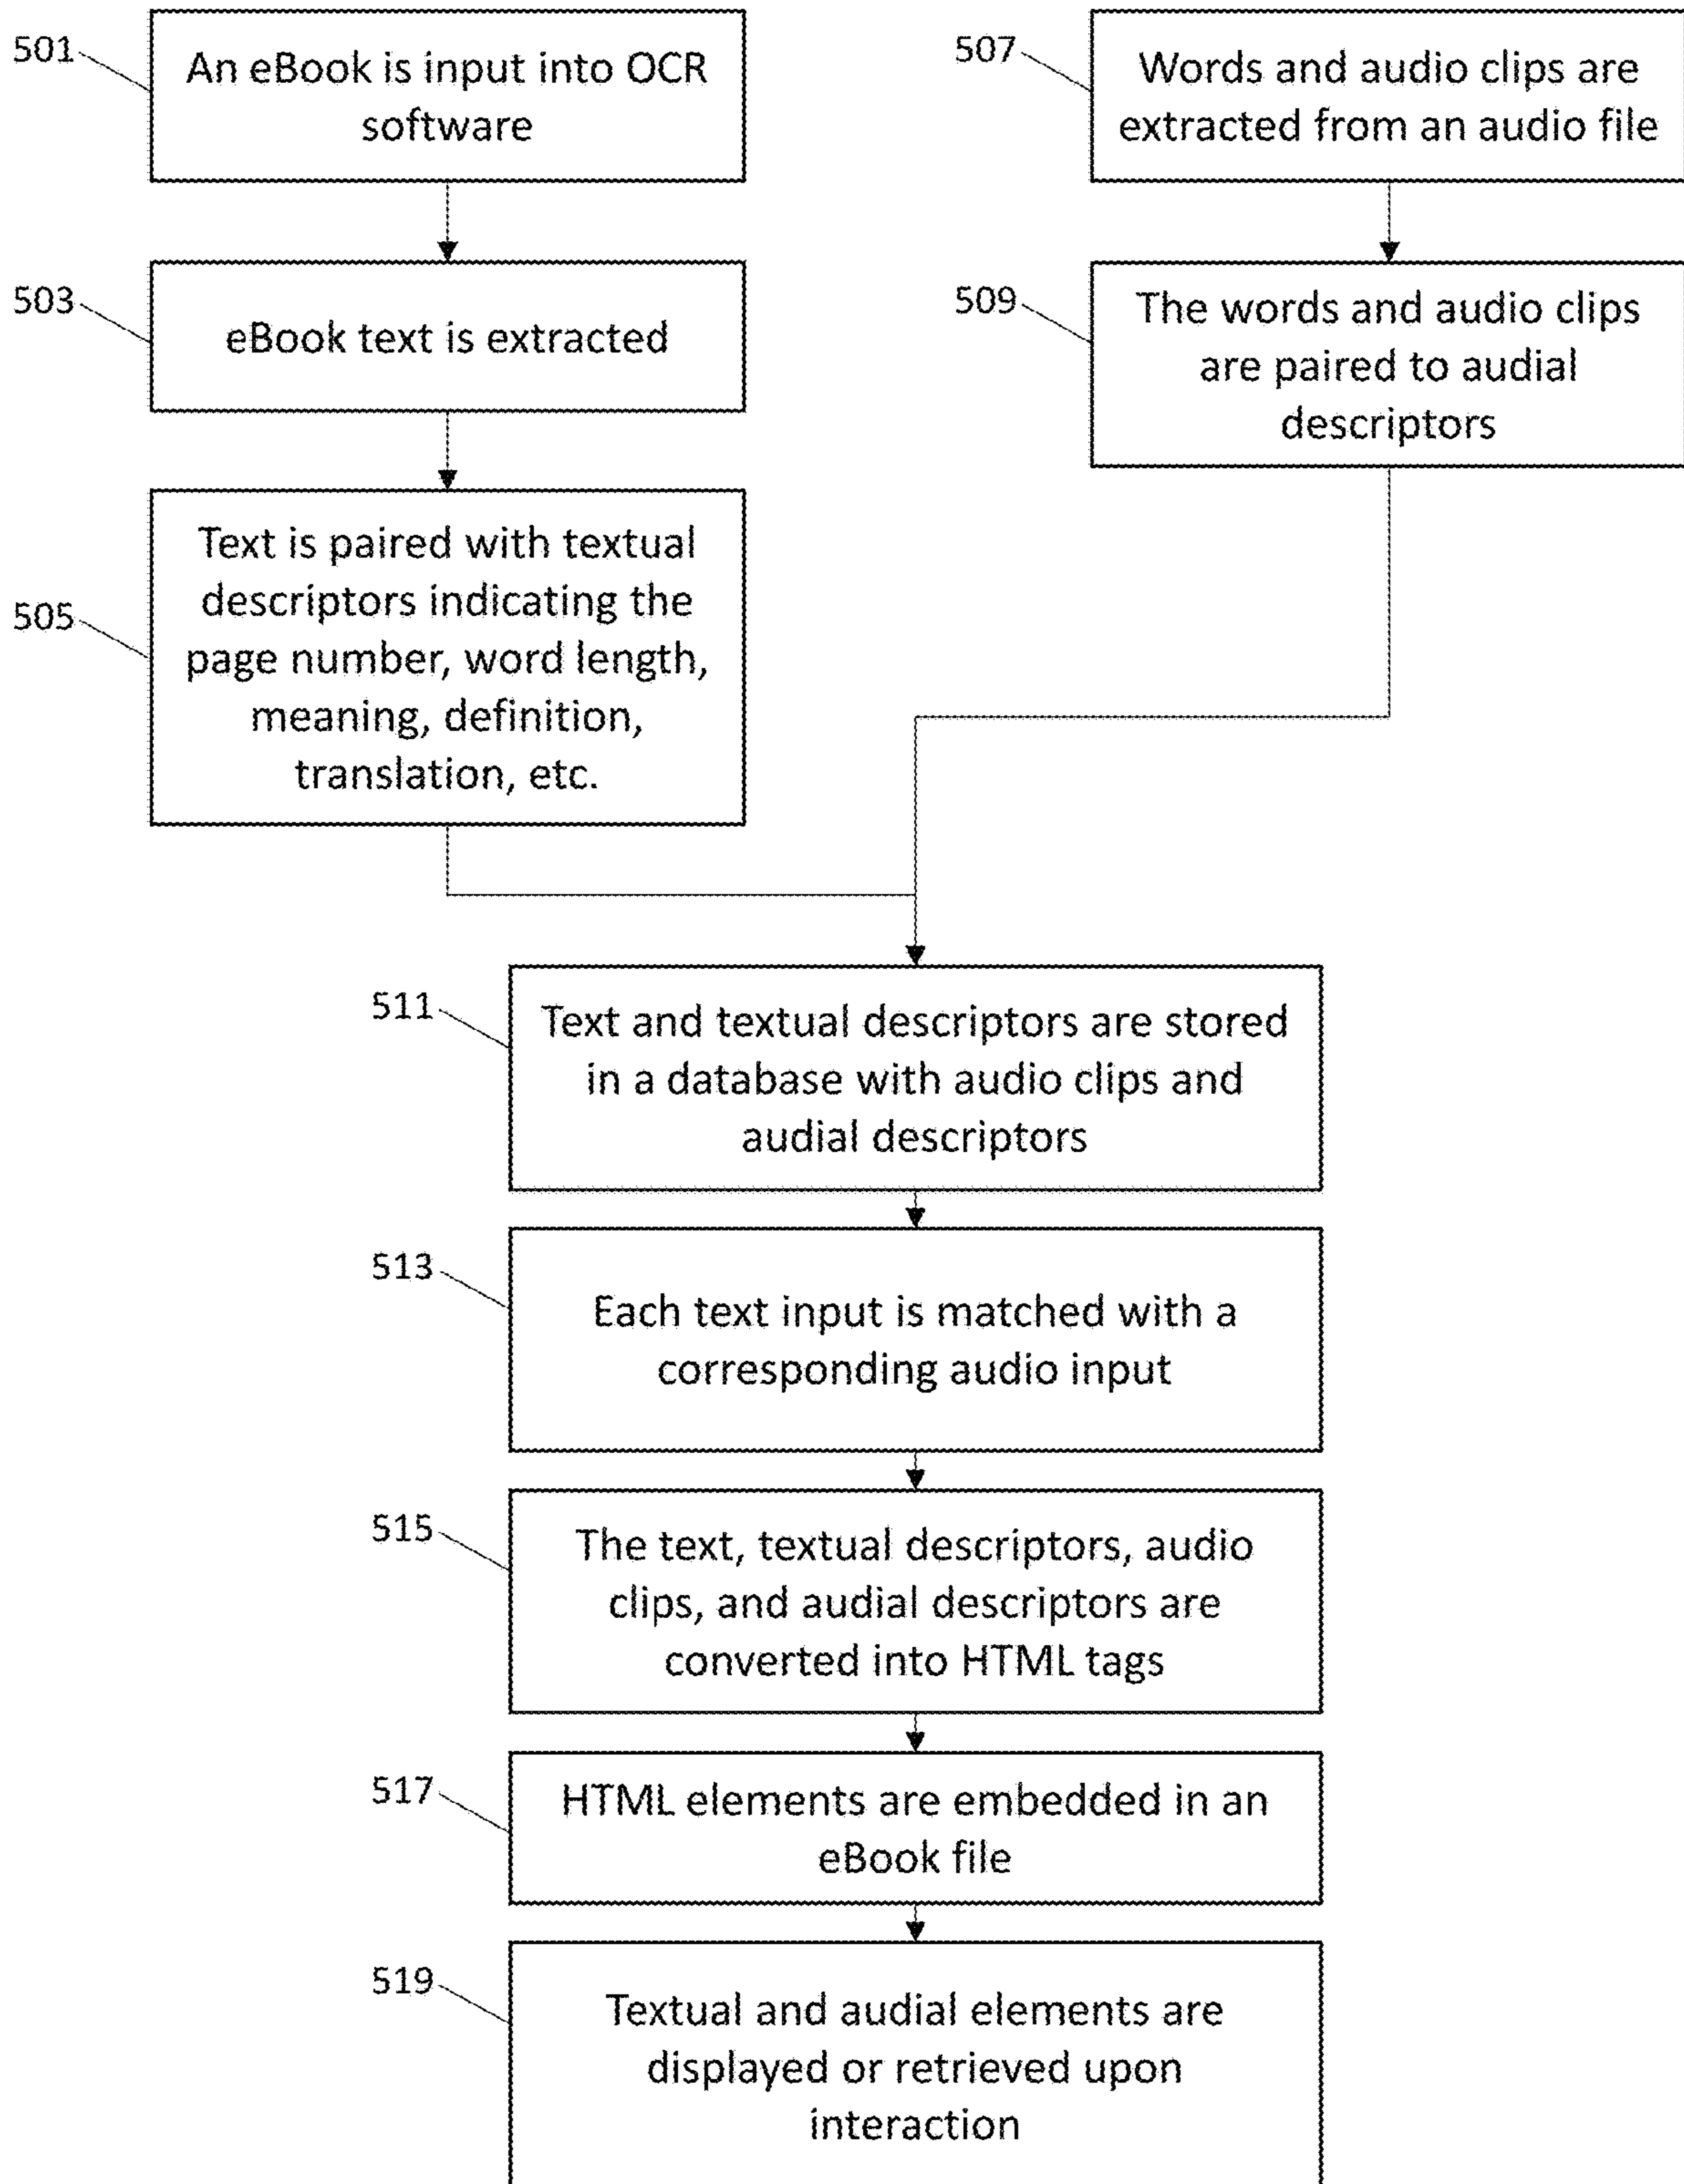 501
An eBook is input into OCR
software
503
eBook text is extracted
505
Text is paired with textual
descriptors indicating the
page number, word length,
meaning, definition,
translation, etc.
507
Words and audio clips are
extracted from an audio file
509
The words and audio clips
are paired to audial
descriptors
511
Text and textual descriptors are stored
in a database with audio clips and
audial descriptors
513
Each text input is matched with a
corresponding audio input
515
The text, textual descriptors, audio
clips, and audial descriptors are
converted into HTML tags
517
HTML elements are embedded in an
eBook file
519
Textual and audial elements are
displayed or retrieved upon
interaction